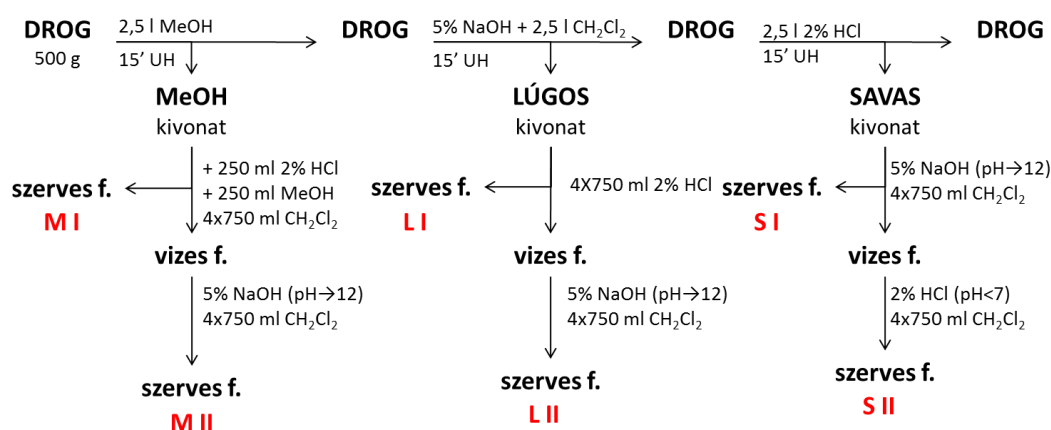 DROG
500 g
2,5 l MeOH
15’ UH
DROG
5% NaOH + 2,5 l CH₂Cl₂
15’ UH
DROG
2,5 l 2% HCl
15’ UH
DROG
MeOH
kivonat
LÚGOS
kivonat
SAVAS
kivonat
szerves f.
M I
+ 250 ml 2% HCl
+ 250 ml MeOH
4x750 ml CH₂Cl₂
szerves f.
L I
4X750 ml 2% HCl
szerves f.
S I
5% NaOH (pH→12)
4x750 ml CH₂Cl₂
vizes f.
vizes f.
vizes f.
5% NaOH (pH→12)
4x750 ml CH₂Cl₂
5% NaOH (pH→12)
4x750 ml CH₂Cl₂
2% HCl (pH<7)
4x750 ml CH₂Cl₂
szerves f.
M II
szerves f.
L II
szerves f.
S II